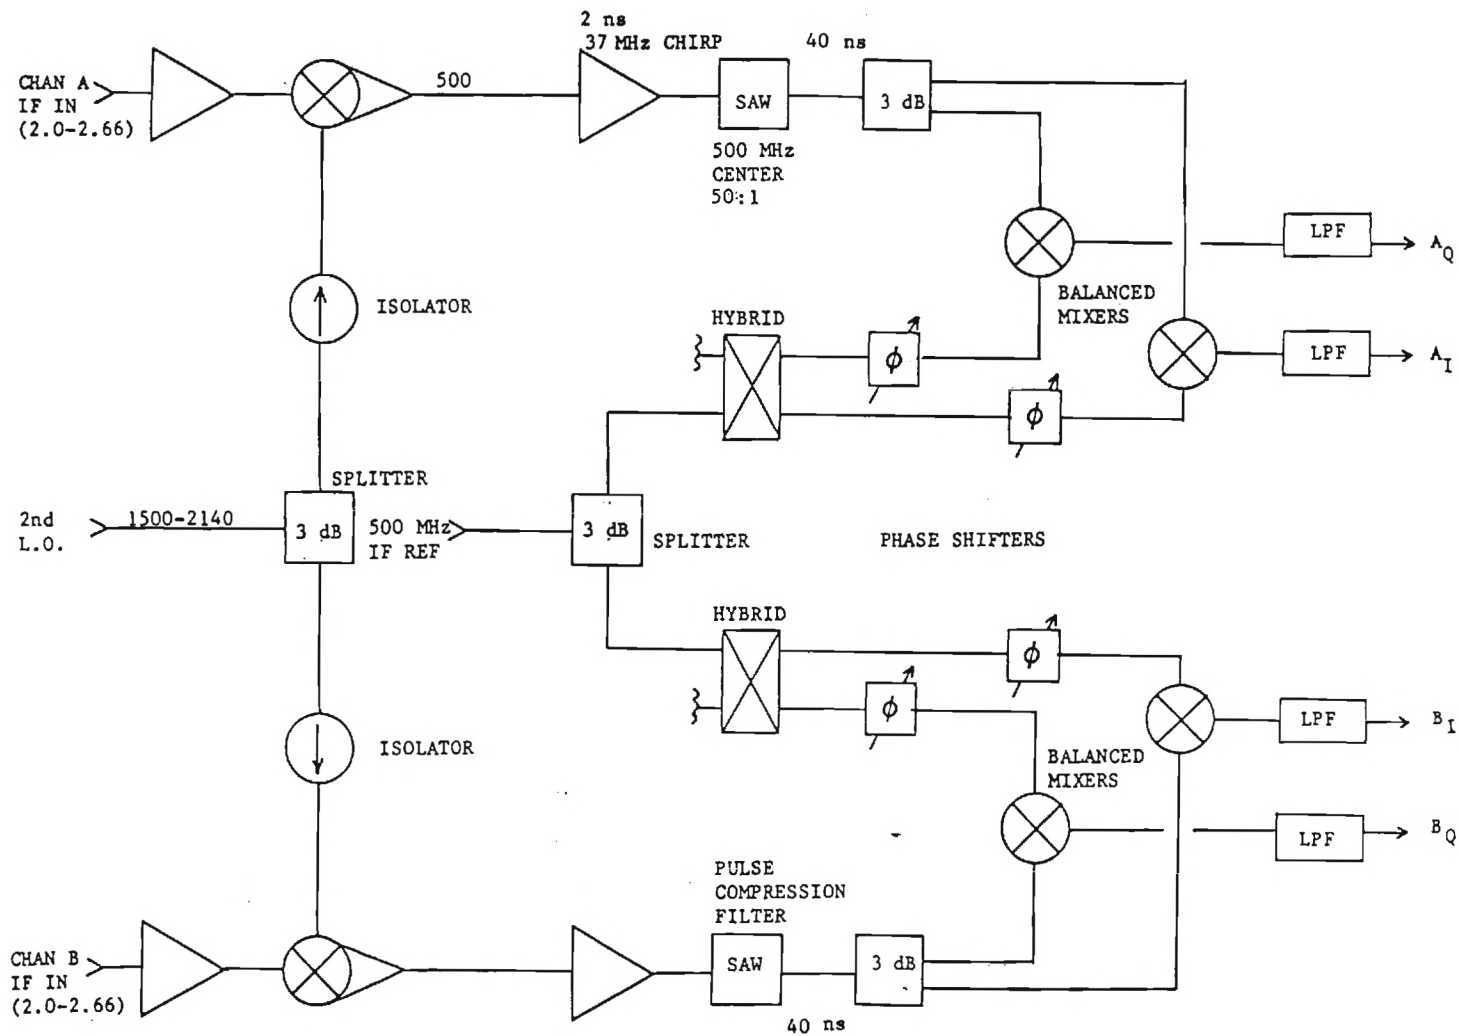 2 ns
37 MHz CHIRP
40 ns
CHAN A
IF IN
(2.0-2.66)
500
SAW
3 dB
500 MHz
CENTER
50:1
LPF
A_Q
BALANCED
MIXERS
ISOLATOR
HYBRID
ϕ
LPF
A_I
ϕ
SPLITTER
2nd
L.O.
1500-2140
3 dB
500 MHz
IF REF
3 dB
SPLITTER
PHASE SHIFTERS
HYBRID
ϕ
ϕ
LPF
B_I
ISOLATOR
BALANCED
MIXERS
LPF
B_Q
PULSE
COMPRESSION
FILTER
CHAN B
IF IN
(2.0-2.66)
SAW
3 dB
40 ns